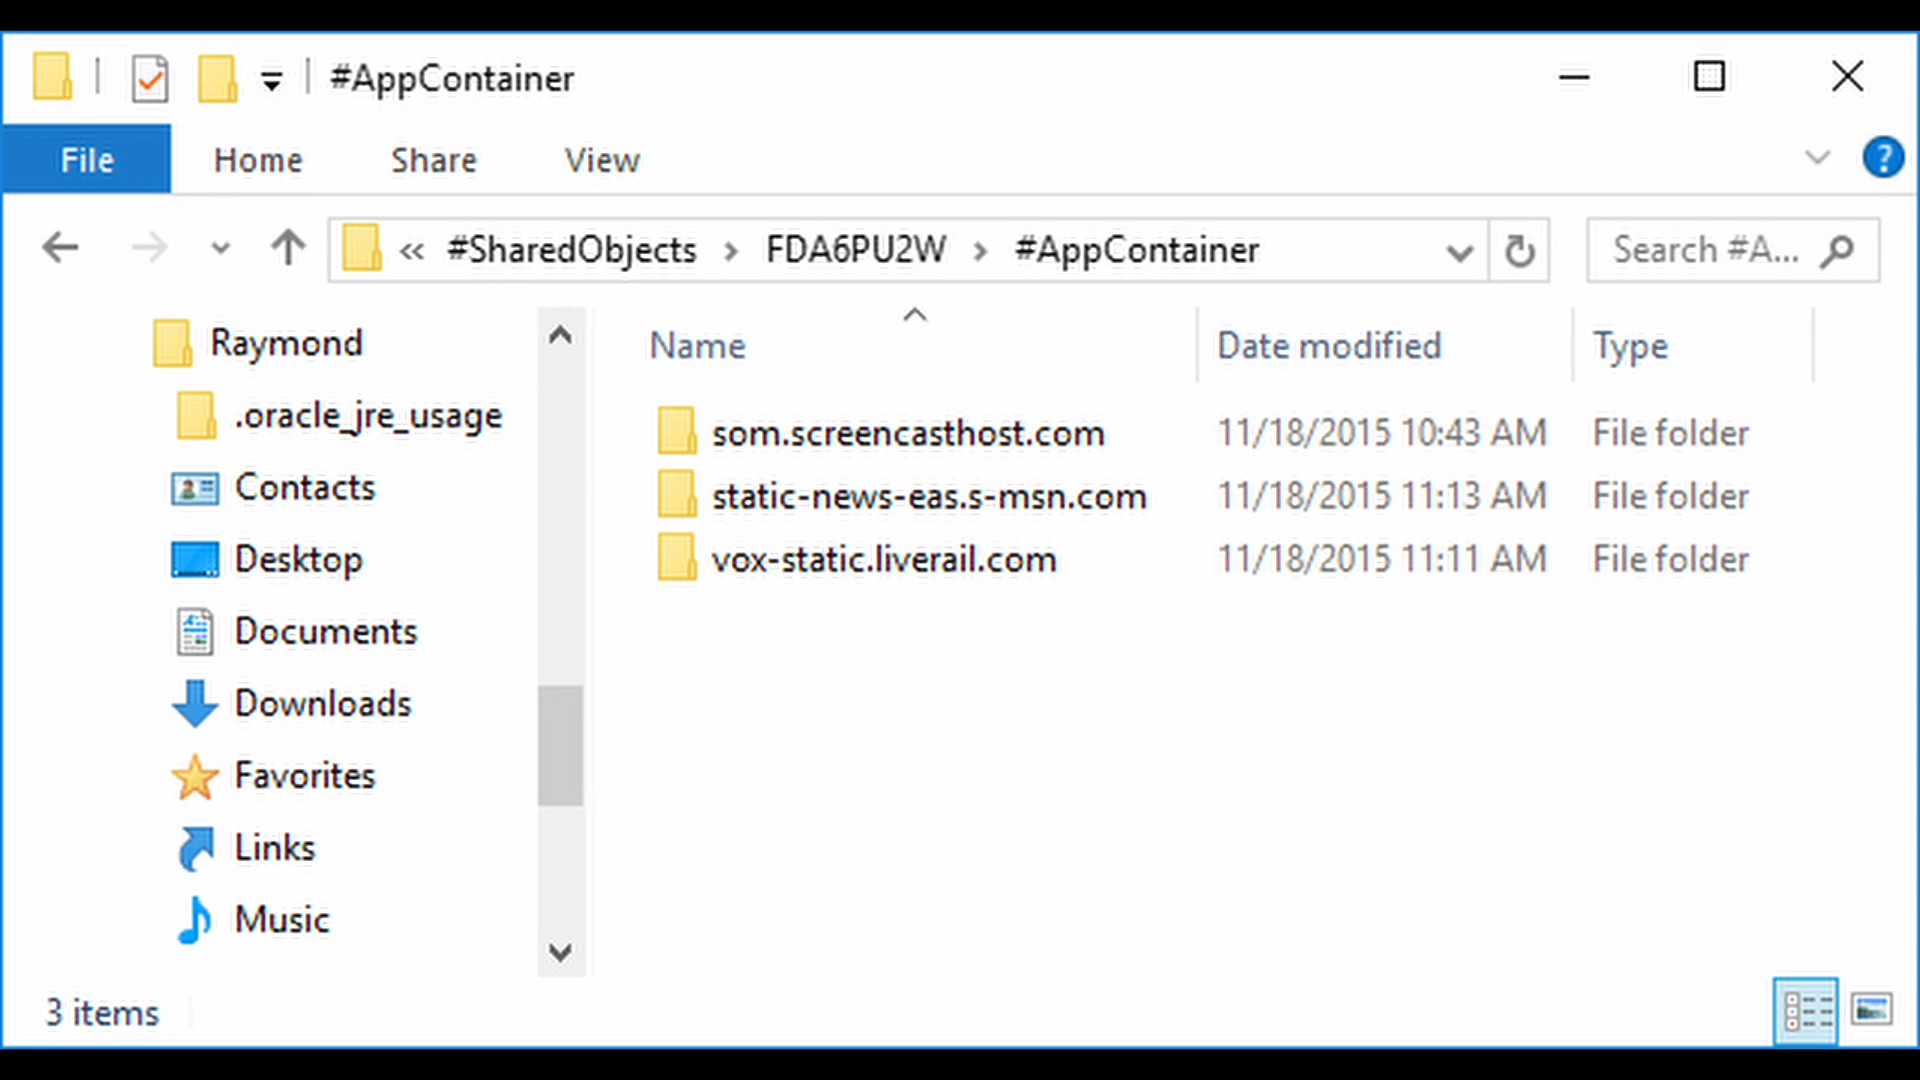 #AppContainer
File Home Share View
?
« #SharedObjects > FDA6PU2W > #AppContainer Search #A...
Raymond
.oracle_jre_usage
Contacts
Desktop
Documents
Downloads
Favorites
Links
Music
Name Date modified Type
som.screencasthost.com 11/18/2015 10:43 AM File folder
static-news-eas.s-msn.com 11/18/2015 11:13 AM File folder
vox-static.liverail.com 11/18/2015 11:11 AM File folder
3 items